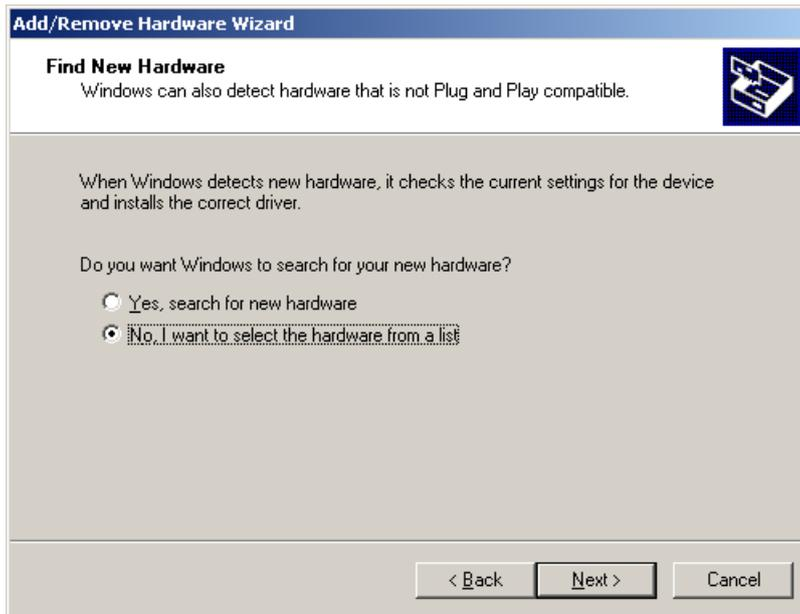 Add/Remove Hardware Wizard
Find New Hardware
Windows can also detect hardware that is not Plug and Play compatible.
When Windows detects new hardware, it checks the current settings for the device
and installs the correct driver.
Do you want Windows to search for your new hardware?
Yes, search for new hardware
No, I want to select the hardware from a list
< Back
Next >
Cancel